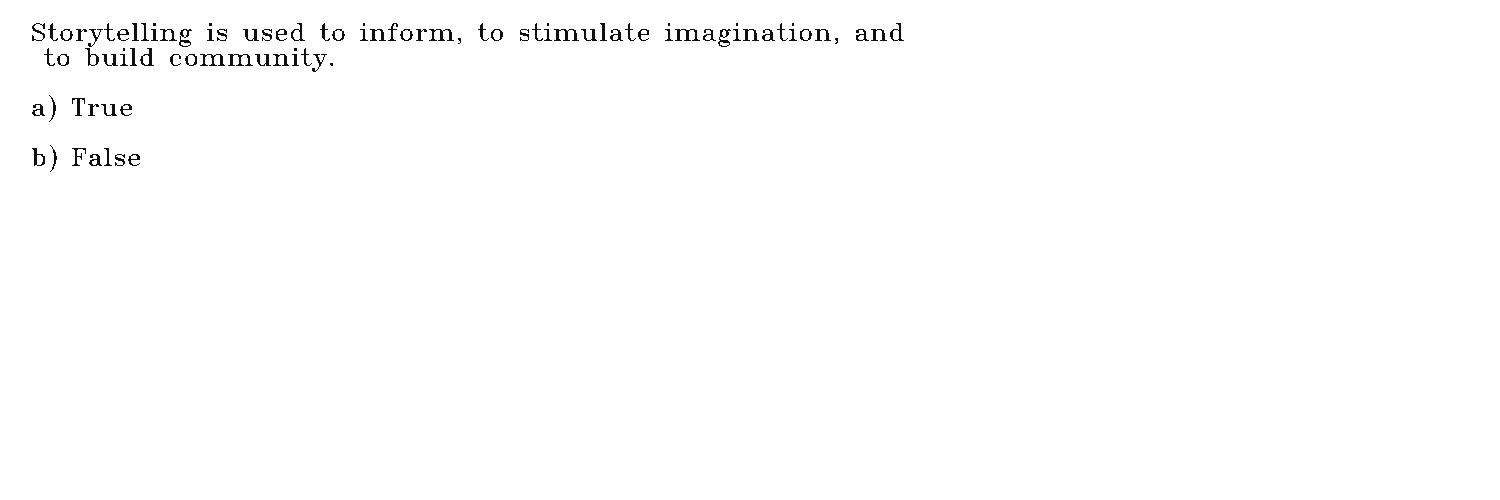 Storytelling is used to inform, to stimulate imagination, and
to build community.
a) True
b) False